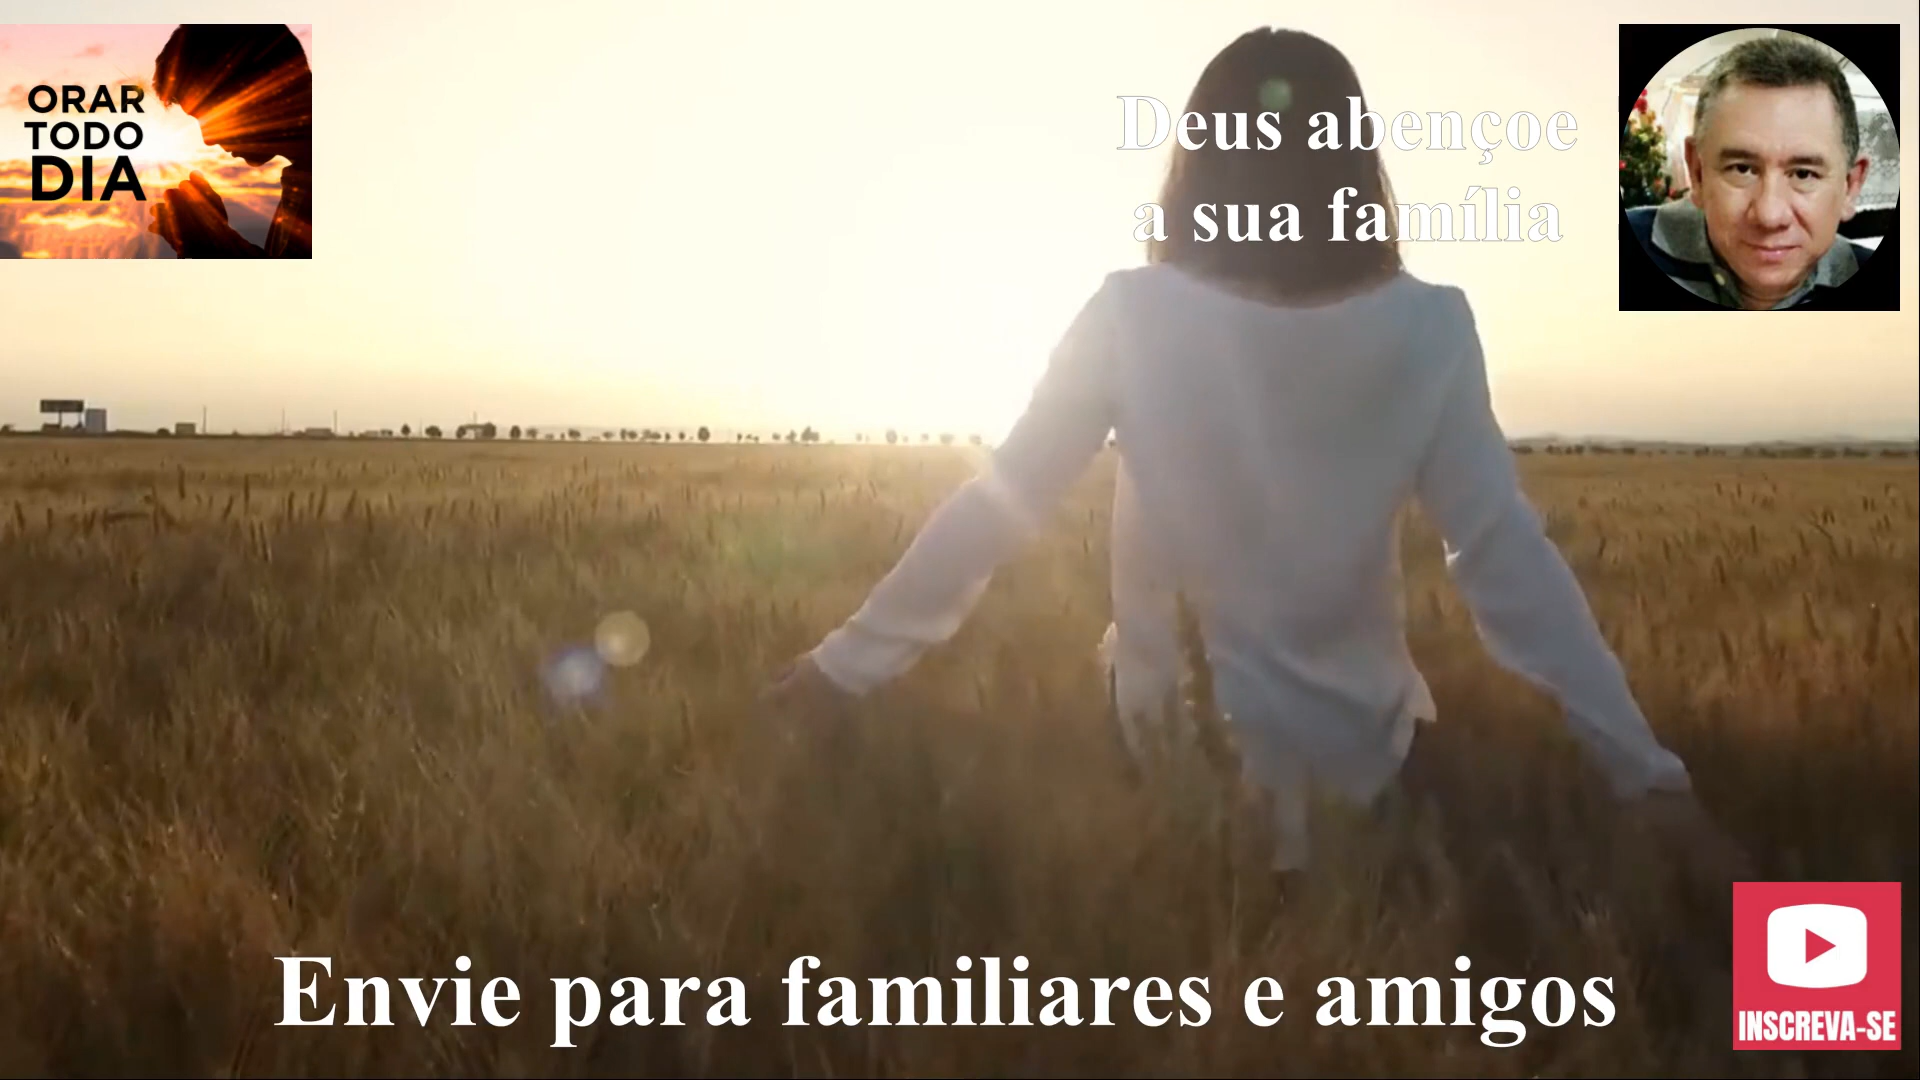 ORAR
TODO
DIA
Deus abençoe
a sua família
Envie para familiares e amigos
INSCREVA-SE